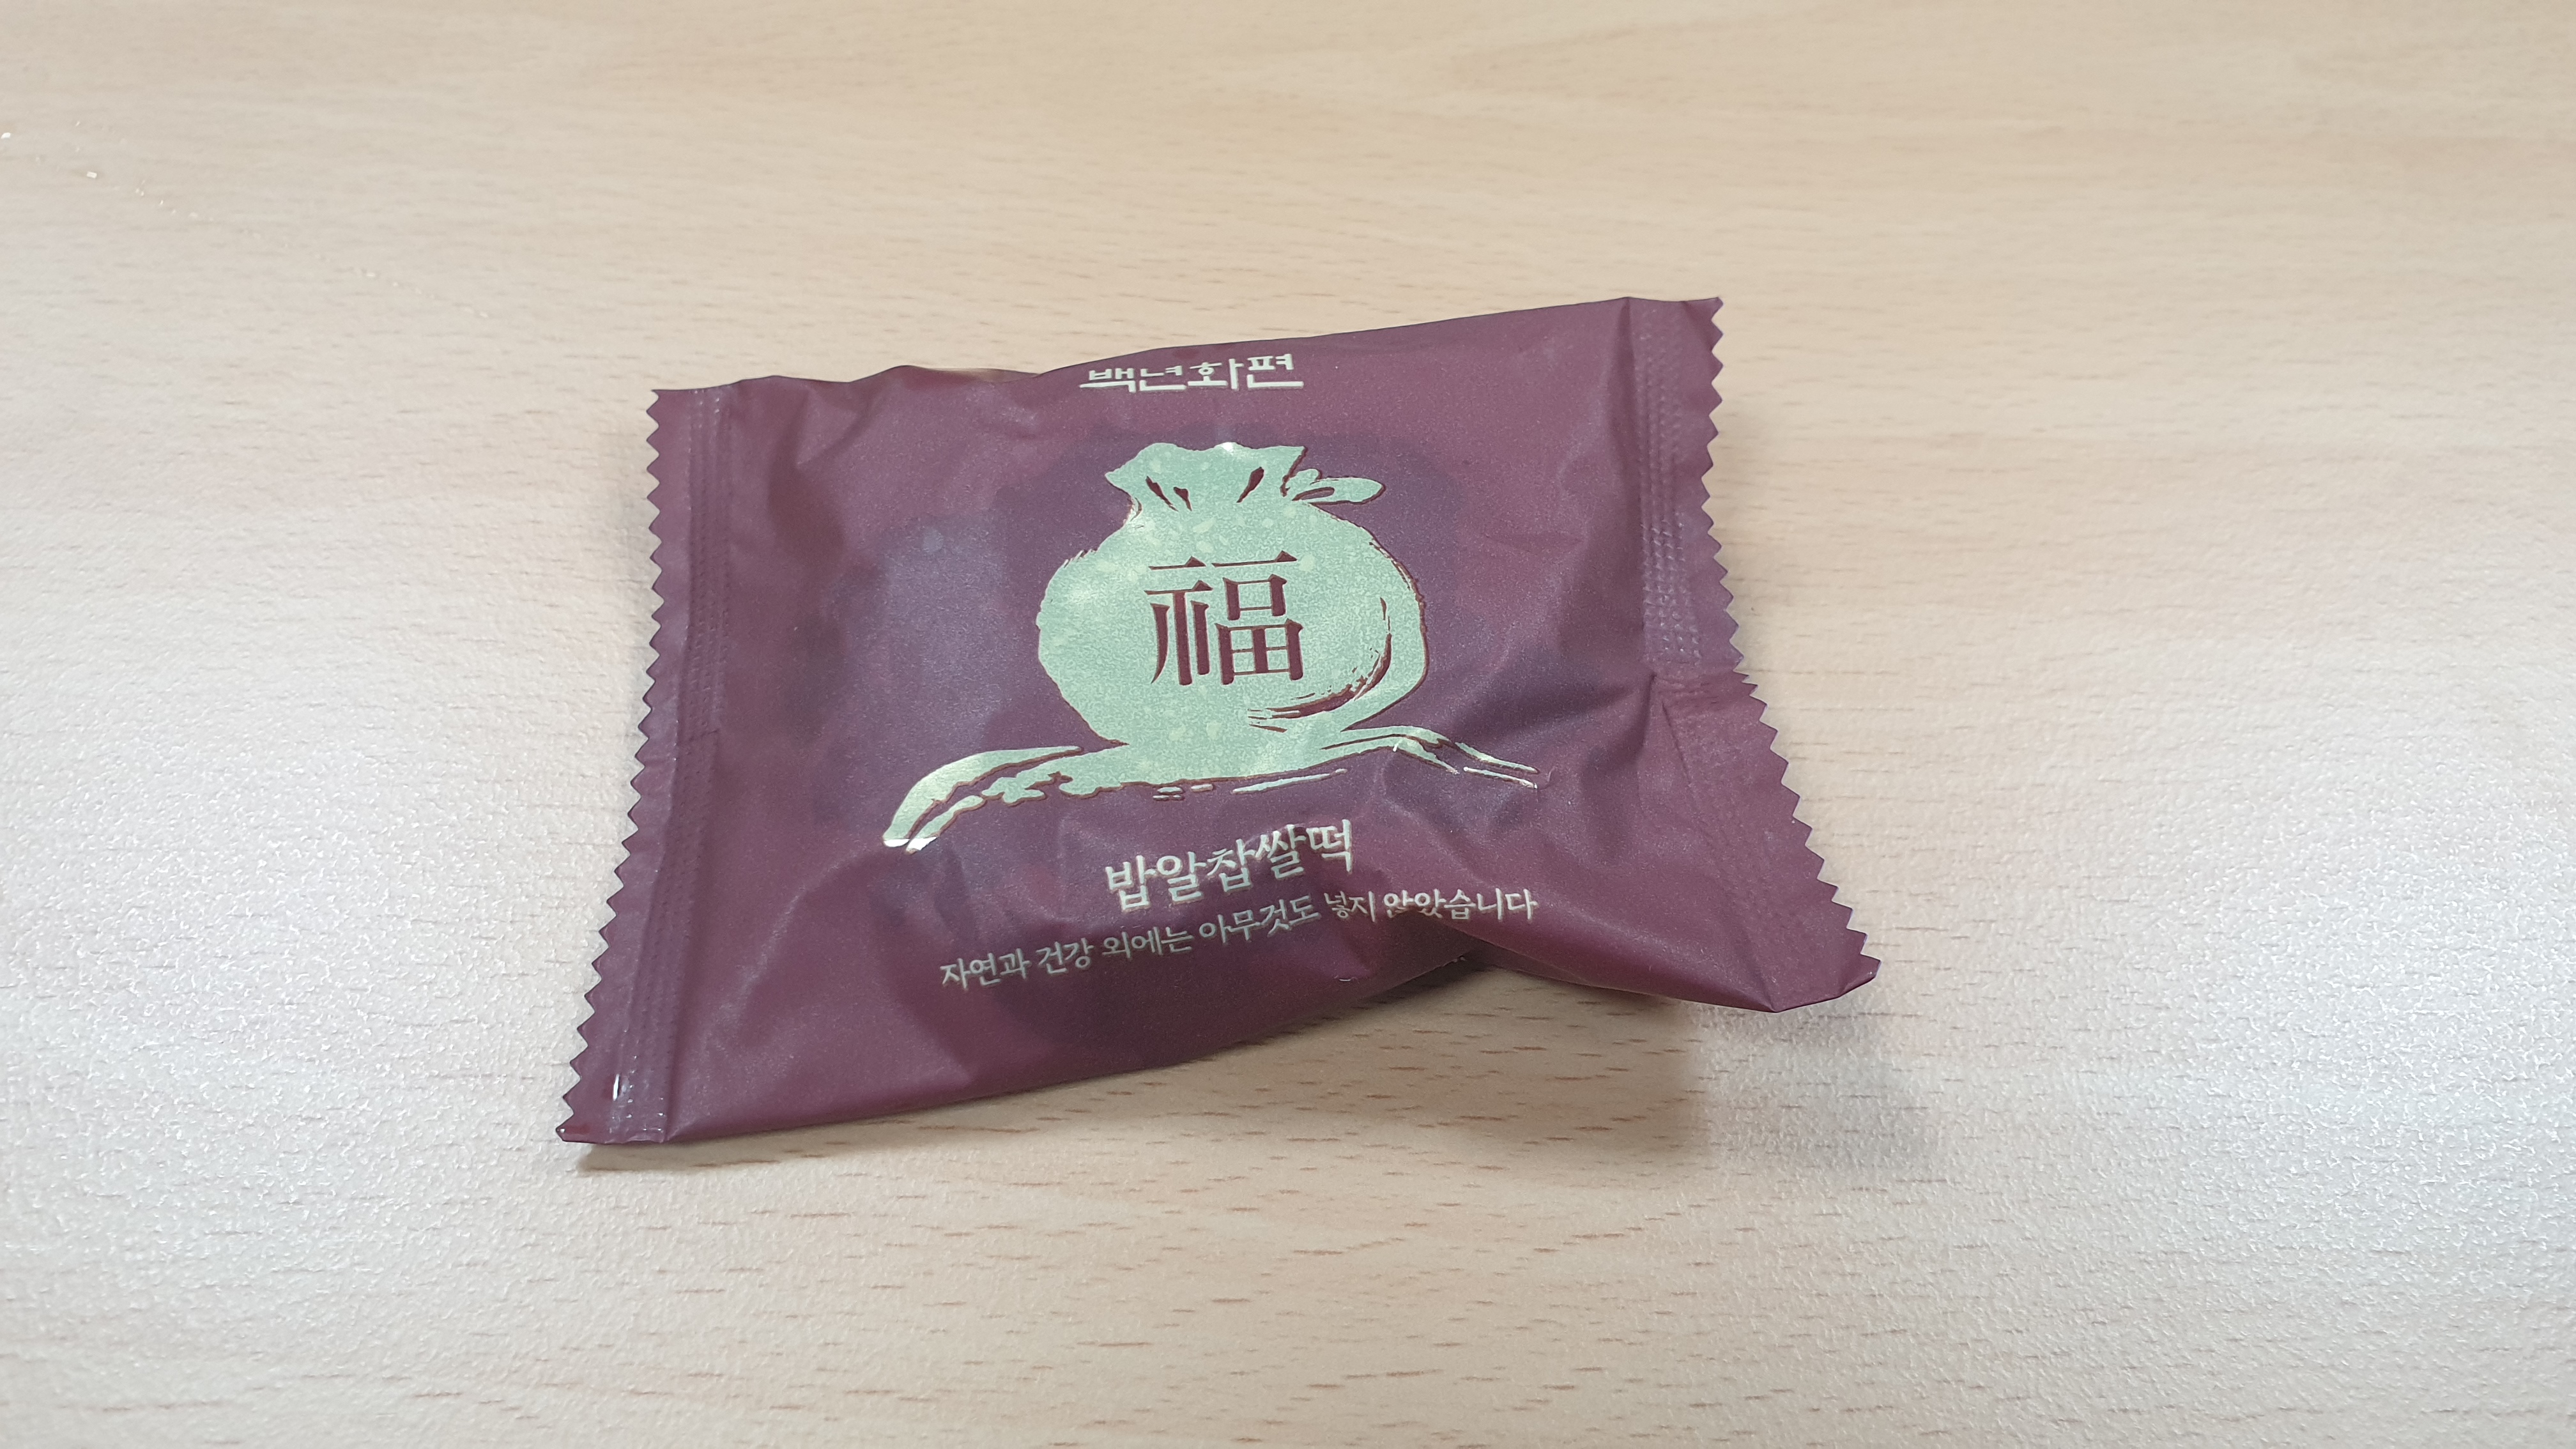 백년화편
福
밥알찹쌀떡
자연과 건강 외에는 아무것도 넣지 않았습니다